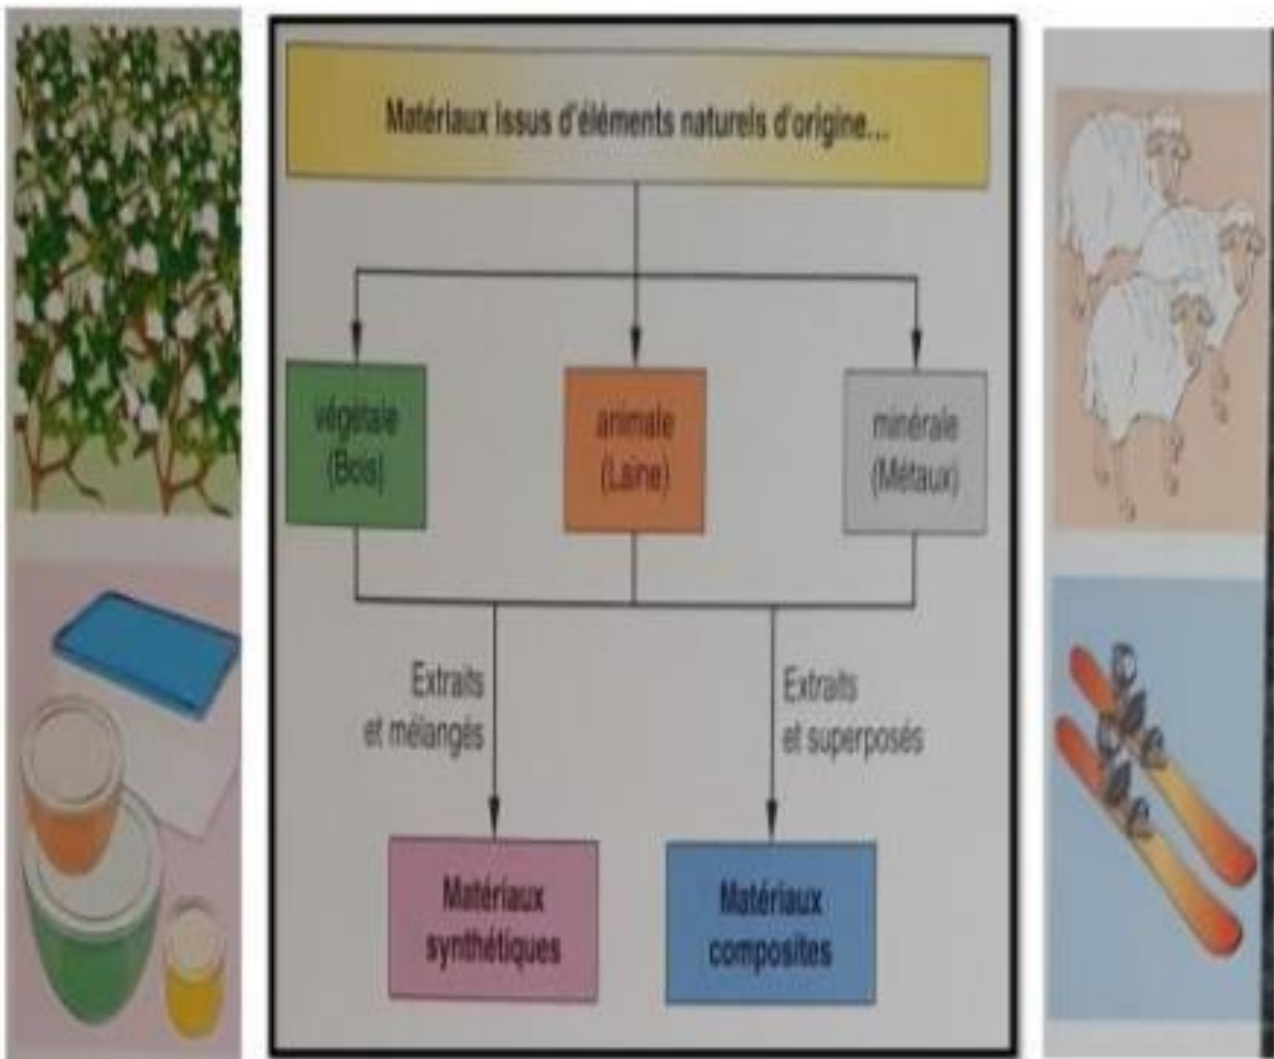 Matériaux issus d'éléments naturels d'origine...
végétale
(Bois)
animale
(Laine)
minérale
(Métaux)
Extraits
et mélangés
Extraits
et superposés
Matériaux
synthétiques
Matériaux
composites